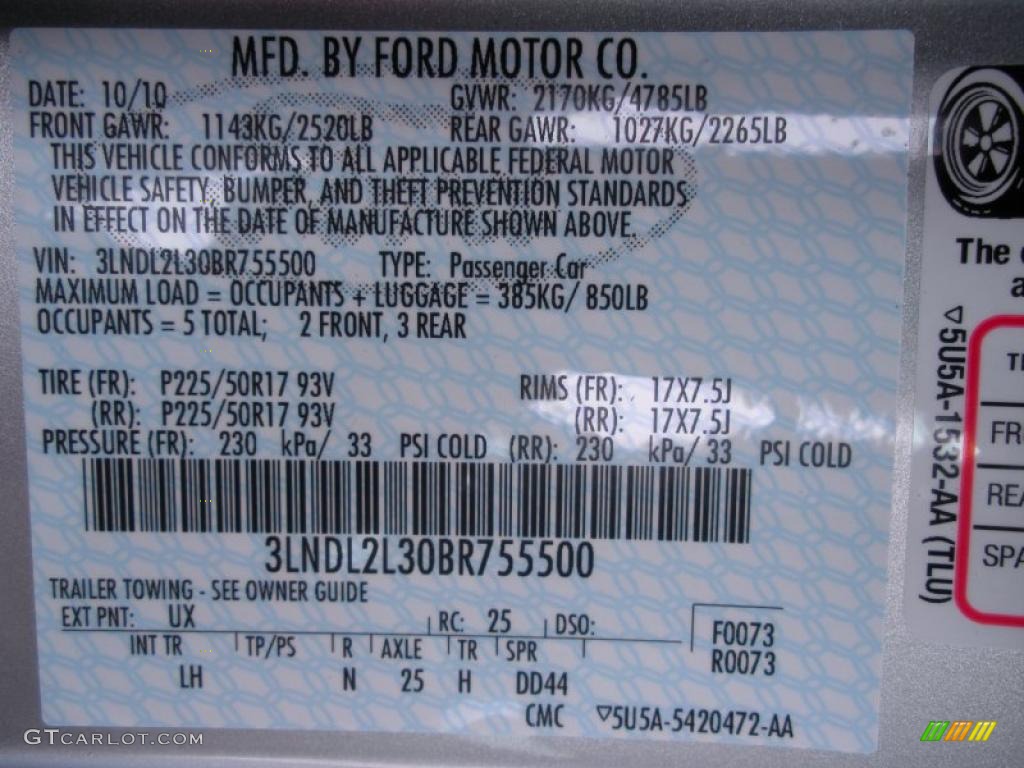 MFD. BY FORD MOTOR CO.
DATE: 10/10 GVWR: 2170KG/4785LB
FRONT GAWR: 1143KG/2520LB REAR GAWR: 1027KG/2265LB
THIS VEHICLE CONFORMS TO ALL APPLICABLE FEDERAL MOTOR
VEHICLE SAFETY, BUMPER, AND THEFT PREVENTION STANDARDS
IN EFFECT ON THE DATE OF MANUFACTURE SHOWN ABOVE.
VIN: 3LNDL2L30BR755500 TYPE: Passenger Car
MAXIMUM LOAD = OCCUPANTS + LUGGAGE = 385KG/ 850LB
OCCUPANTS = 5 TOTAL; 2 FRONT, 3 REAR
TIRE (FR): P225/50R17 93V RIMS (FR): 17X7.5J
(RR): P225/50R17 93V (RR): 17X7.5J
PRESSURE (FR): 230 kPa/ 33 PSI COLD (RR): 230 kPa/ 33 PSI COLD
3LNDL2L30BR755500
TRAILER TOWING - SEE OWNER GUIDE
EXT PNT: UX RC: 25 DSO:
F0073
INT TR TP/PS R AXLE TR SPR
R0073
LH N 25 H DD44
CMC ▽5U5A-5420472-AA
The
▽5U5A-1532-AA (TLU)
FR
REA
SPA
GTCARLOT.COM